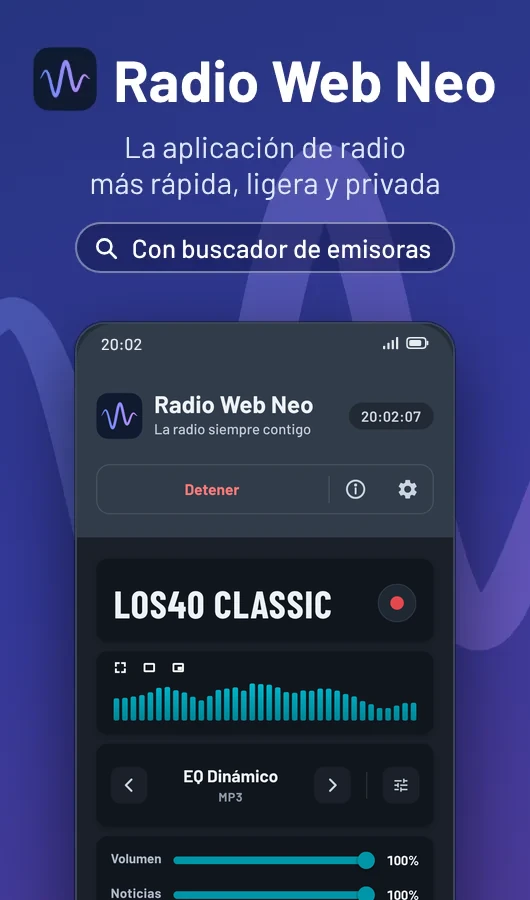 Radio Web Neo
La aplicación de radio
más rápida, ligera y privada
Con buscador de emisoras
20:02
Radio Web Neo
La radio siempre contigo
20:02:07
Detener
LOS40 CLASSIC
EQ Dinámico
MP3
Volumen
100%
Noticias
100%